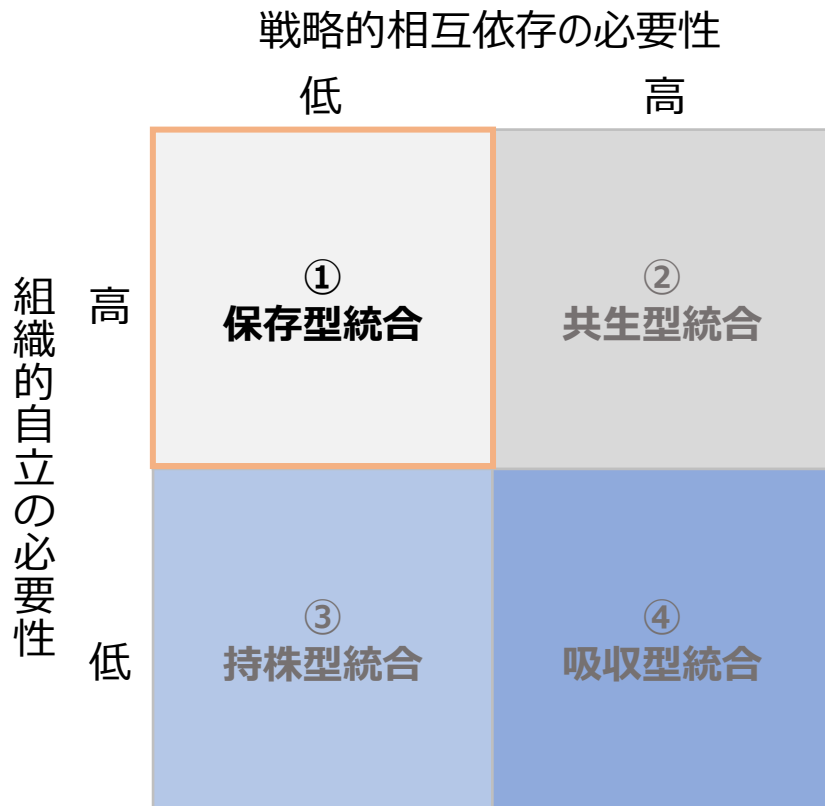 戦略的相互依存の必要性
低
高
組織的自立の必要性
高
①
保存型統合
②
共生型統合
低
③
持株型統合
④
吸収型統合